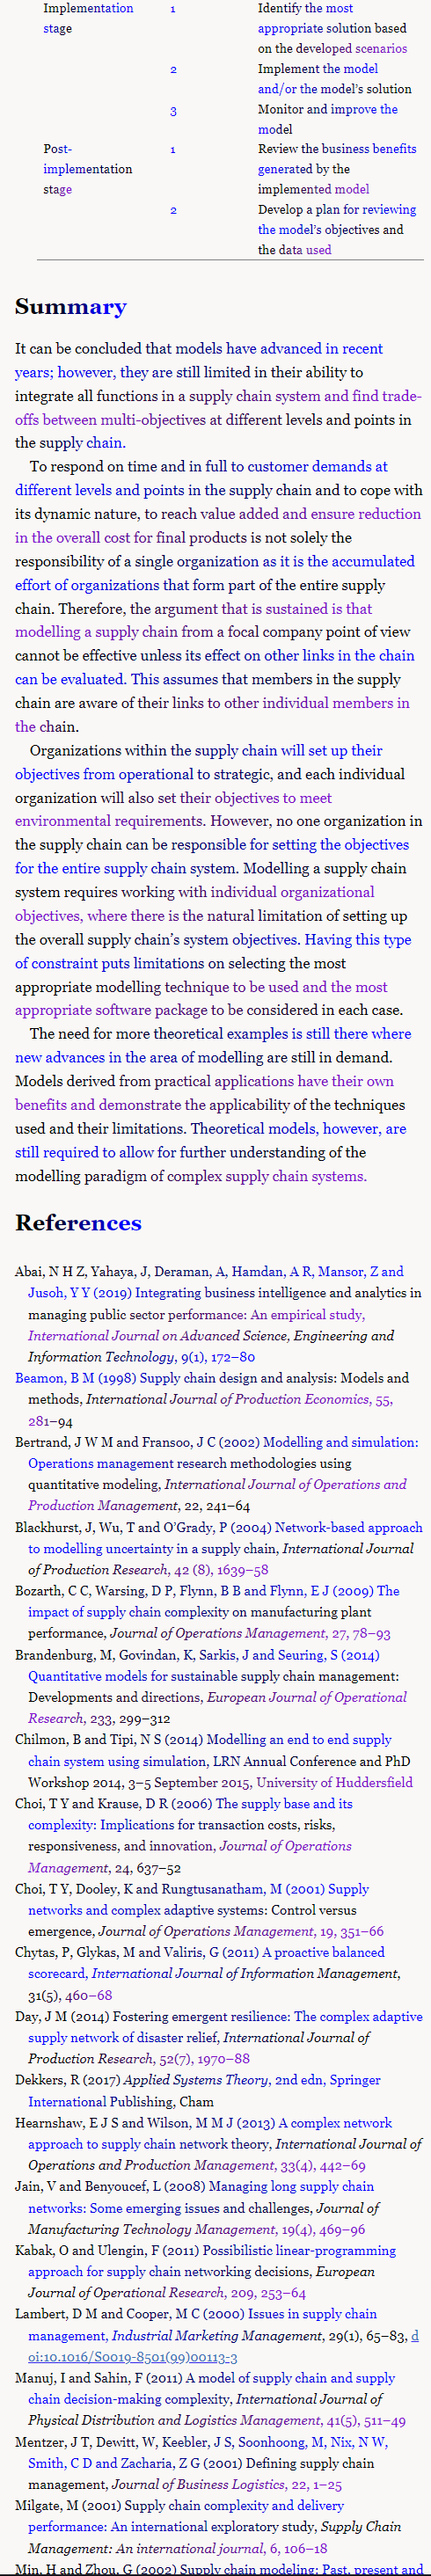 Implementation 1 Identify the most
stage appropriate solution based
on the developed scenarios
2 Implement the model
and/or the model's solution
3 Monitor and improve the
model
Post- 1 Review the business benefits
implementation generated by the
stage implemented model
2 Develop a plan for reviewing
the model's objectives and
the data used
Summary
It can be concluded that models have advanced in recent
years; however, they are still limited in their ability to
integrate all functions in a supply chain system and find trade-
offs between multi-objectives at different levels and points in
the supply chain.
To respond on time and in full to customer demands at
different levels and points in the supply chain and to cope with
its dynamic nature, to reach value added and ensure reduction
in the overall cost for final products is not solely the
responsibility of a single organization as it is the accumulated
effort of organizations that form part of the entire supply
chain. Therefore, the argument that is sustained is that
modelling a supply chain from a focal company point of view
cannot be effective unless its effect on other links in the chain
can be evaluated. This assumes that members in the supply
chain are aware of their links to other individual members in
the chain.
Organizations within the supply chain will set up their
objectives from operational to strategic, and each individual
organization will also set their objectives to meet
environmental requirements. However, no one organization in
the supply chain can be responsible for setting the objectives
for the entire supply chain system. Modelling a supply chain
system requires working with individual organizational
objectives, where there is the natural limitation of setting up
the overall supply chain's system objectives. Having this type
of constraint puts limitations on selecting the most
appropriate modelling technique to be used and the most
appropriate software package to be considered in each case.
The need for more theoretical examples is still there where
new advances in the area of modelling are still in demand.
Models derived from practical applications have their own
benefits and demonstrate the applicability of the techniques
used and their limitations. Theoretical models, however, are
still required to allow for further understanding of the
modelling paradigm of complex supply chain systems.
References
Abai, N H Z, Yahaya, J, Deraman, A, Hamdan, A R, Mansor, Z and
Jusoh, Y Y (2019) Integrating business intelligence and analytics in
managing public sector performance: An empirical study,
International Journal on Advanced Science, Engineering and
Information Technology, 9(1), 172–80
Beamon, B M (1998) Supply chain design and analysis: Models and
methods, International Journal of Production Economics, 55,
281–94
Bertrand, J W M and Fransoo, J C (2002) Modelling and simulation:
Operations management research methodologies using
quantitative modeling, International Journal of Operations and
Production Management, 22, 241–64
Blackhurst, J, Wu, T and O'Grady, P (2004) Network-based approach
to modelling uncertainty in a supply chain, International Journal
of Production Research, 42 (8), 1639–58
Bozarth, C C, Warsing, D P, Flynn, B B and Flynn, E J (2009) The
impact of supply chain complexity on manufacturing plant
performance, Journal of Operations Management, 27, 78–93
Brandenburg, M, Govindan, K, Sarkis, J and Seuring, S (2014)
Quantitative models for sustainable supply chain management:
Developments and directions, European Journal of Operational
Research, 233, 299–312
Chilmon, B and Tipi, N S (2014) Modelling an end to end supply
chain system using simulation, LRN Annual Conference and PhD
Workshop 2014, 3–5 September 2015, University of Huddersfield
Choi, T Y and Krause, D R (2006) The supply base and its
complexity: Implications for transaction costs, risks,
responsiveness, and innovation, Journal of Operations
Management, 24, 637–52
Choi, T Y, Dooley, K and Rungtusanatham, M (2001) Supply
networks and complex adaptive systems: Control versus
emergence, Journal of Operations Management, 19, 351–66
Chytas, P, Glykas, M and Valiris, G (2011) A proactive balanced
scorecard, International Journal of Information Management,
31(5), 460–68
Day, J M (2014) Fostering emergent resilience: The complex adaptive
supply network of disaster relief, International Journal of
Production Research, 52(7), 1970–88
Dekkers, R (2017) Applied Systems Theory, 2nd edn, Springer
International Publishing, Cham
Hearnshaw, E J S and Wilson, M M J (2013) A complex network
approach to supply chain network theory, International Journal of
Operations and Production Management, 33(4), 442–69
Jain, V and Benyoucef, L (2008) Managing long supply chain
networks: Some emerging issues and challenges, Journal of
Manufacturing Technology Management, 19(4), 469–96
Kabak, O and Ulengin, F (2011) Possibilistic linear-programming
approach for supply chain networking decisions, European
Journal of Operational Research, 209, 253–64
Lambert, D M and Cooper, M C (2000) Issues in supply chain
management, Industrial Marketing Management, 29(1), 65–83, d
oi:10.1016/S0019-8501(99)00113-3
Manuj, I and Sahin, F (2011) A model of supply chain and supply
chain decision-making complexity, International Journal of
Physical Distribution and Logistics Management, 41(5), 511–49
Mentzer, J T, Dewitt, W, Keebler, J S, Soonhoong, M, Nix, N W,
Smith, C D and Zacharia, Z G (2001) Defining supply chain
management, Journal of Business Logistics, 22, 1–25
Milgate, M (2001) Supply chain complexity and delivery
performance: An international exploratory study, Supply Chain
Management: An international journal, 6, 106–18
Min, H and Zhou, G (2002) Supply chain modeling: Past, present and